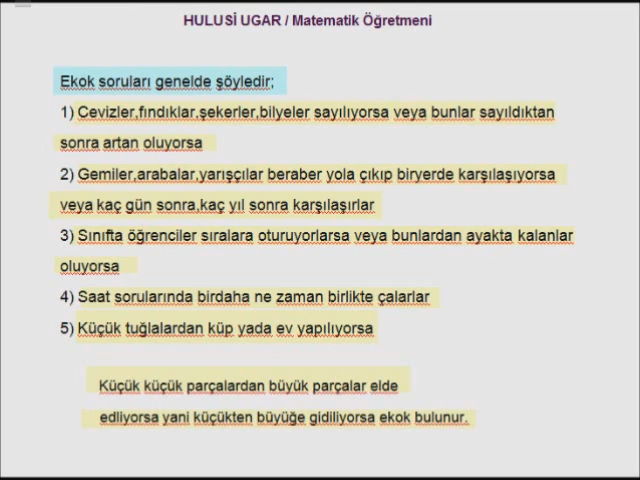 HULUSİ UGAR / Matematik Öğretmeni
Ekok soruları genelde şöyledir;
1) Cevizler,fındıklar,şekerler,bilyeler sayılıyorsa veya bunlar sayıldıktan
sonra artan oluyorsa
2) Gemiler,arabalar,yarışçılar beraber yola çıkıp biryerde karşılaşıyorsa
veya kaç gün sonra,kaç yıl sonra karşılaşırlar
3) Sınıfta öğrenciler sıralara oturuyorlarsa veya bunlardan ayakta kalanlar
oluyorsa
4) Saat sorularında birdaha ne zaman birlikte çalarlar
5) Küçük tuğlalardan küp yada ev yapılıyorsa
Küçük küçük parçalardan büyük parçalar elde
edliyorsa yani küçükten büyüğe gidiliyorsa ekok bulunur.